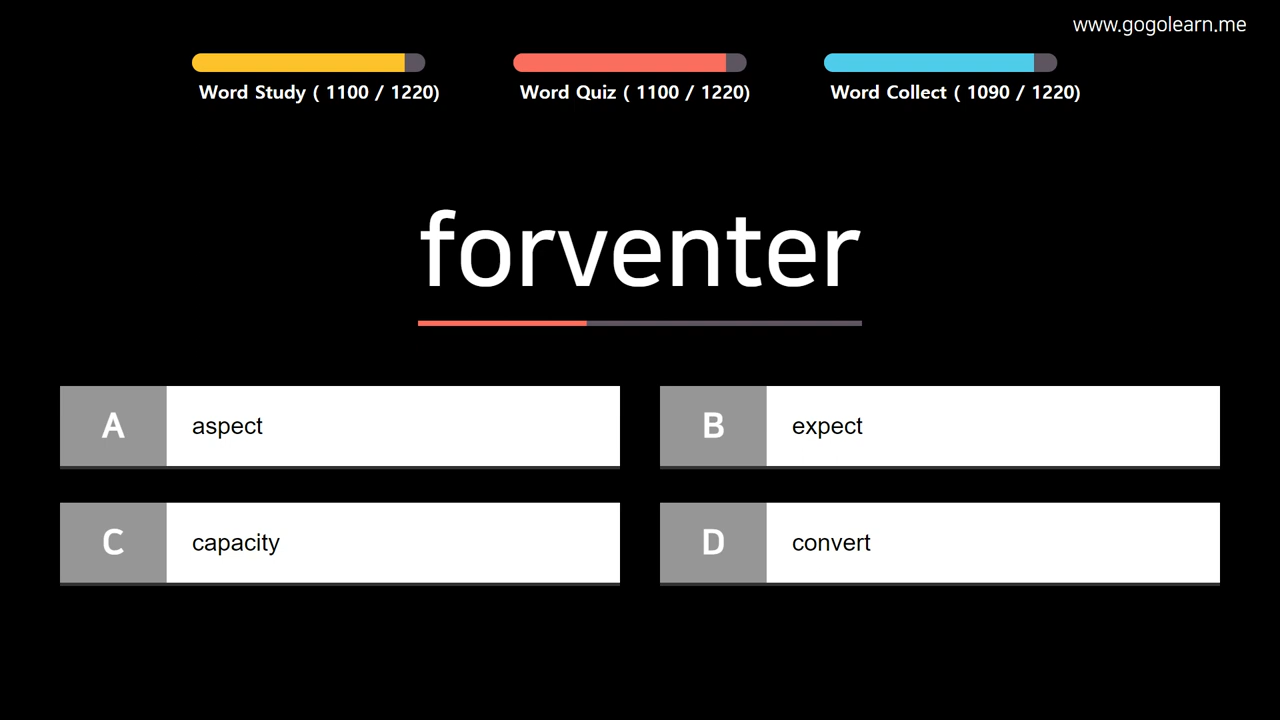 www.gogolearn.me
Word Study ( 1100 / 1220)
Word Quiz ( 1100 / 1220)
Word Collect ( 1090 / 1220)
forventer
A aspect
B expect
C capacity
D convert